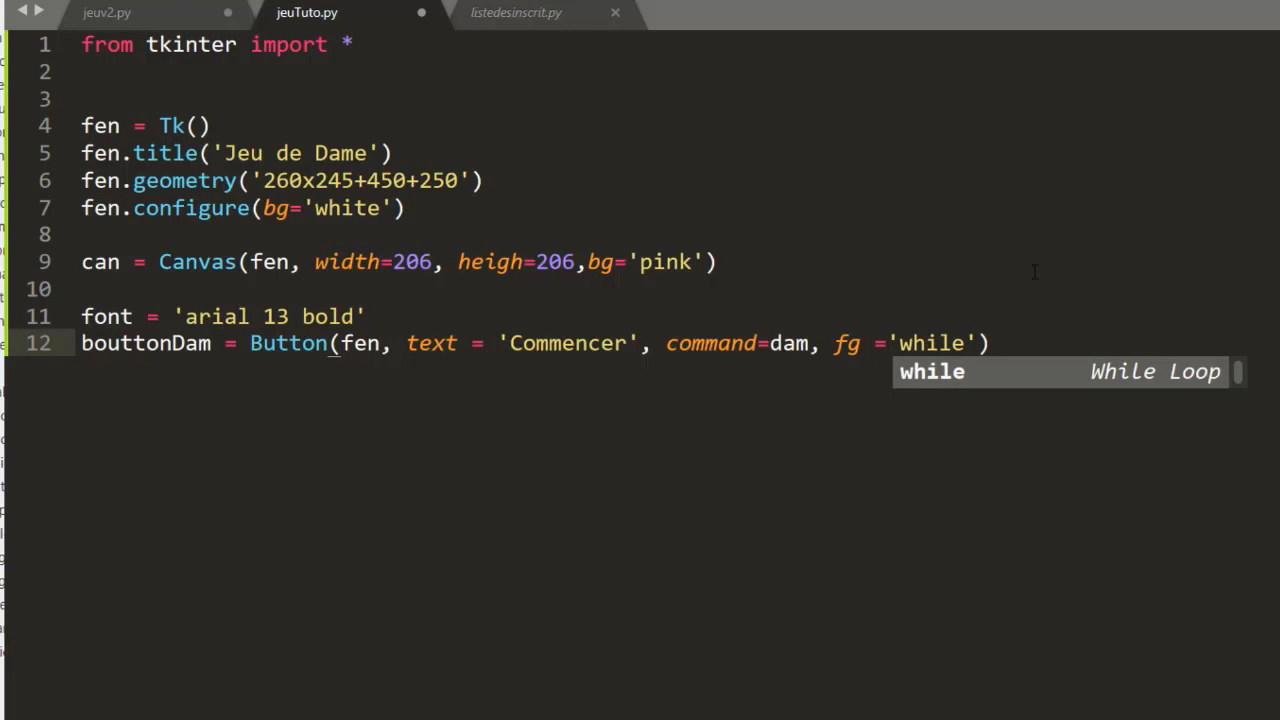 jeuv2.py jeuTuto.py listedesinscrit.py
1 from tkinter import *
2
3
4 fen = Tk()
5 fen.title('Jeu de Dame')
6 fen.geometry('260x245+450+250')
7 fen.configure(bg='white')
8
9 can = Canvas(fen, width=206, heigh=206,bg='pink')
10
11 font = 'arial 13 bold'
12 bouttonDam = Button(fen, text = 'Commencer', command=dam, fg ='while')
while While Loop